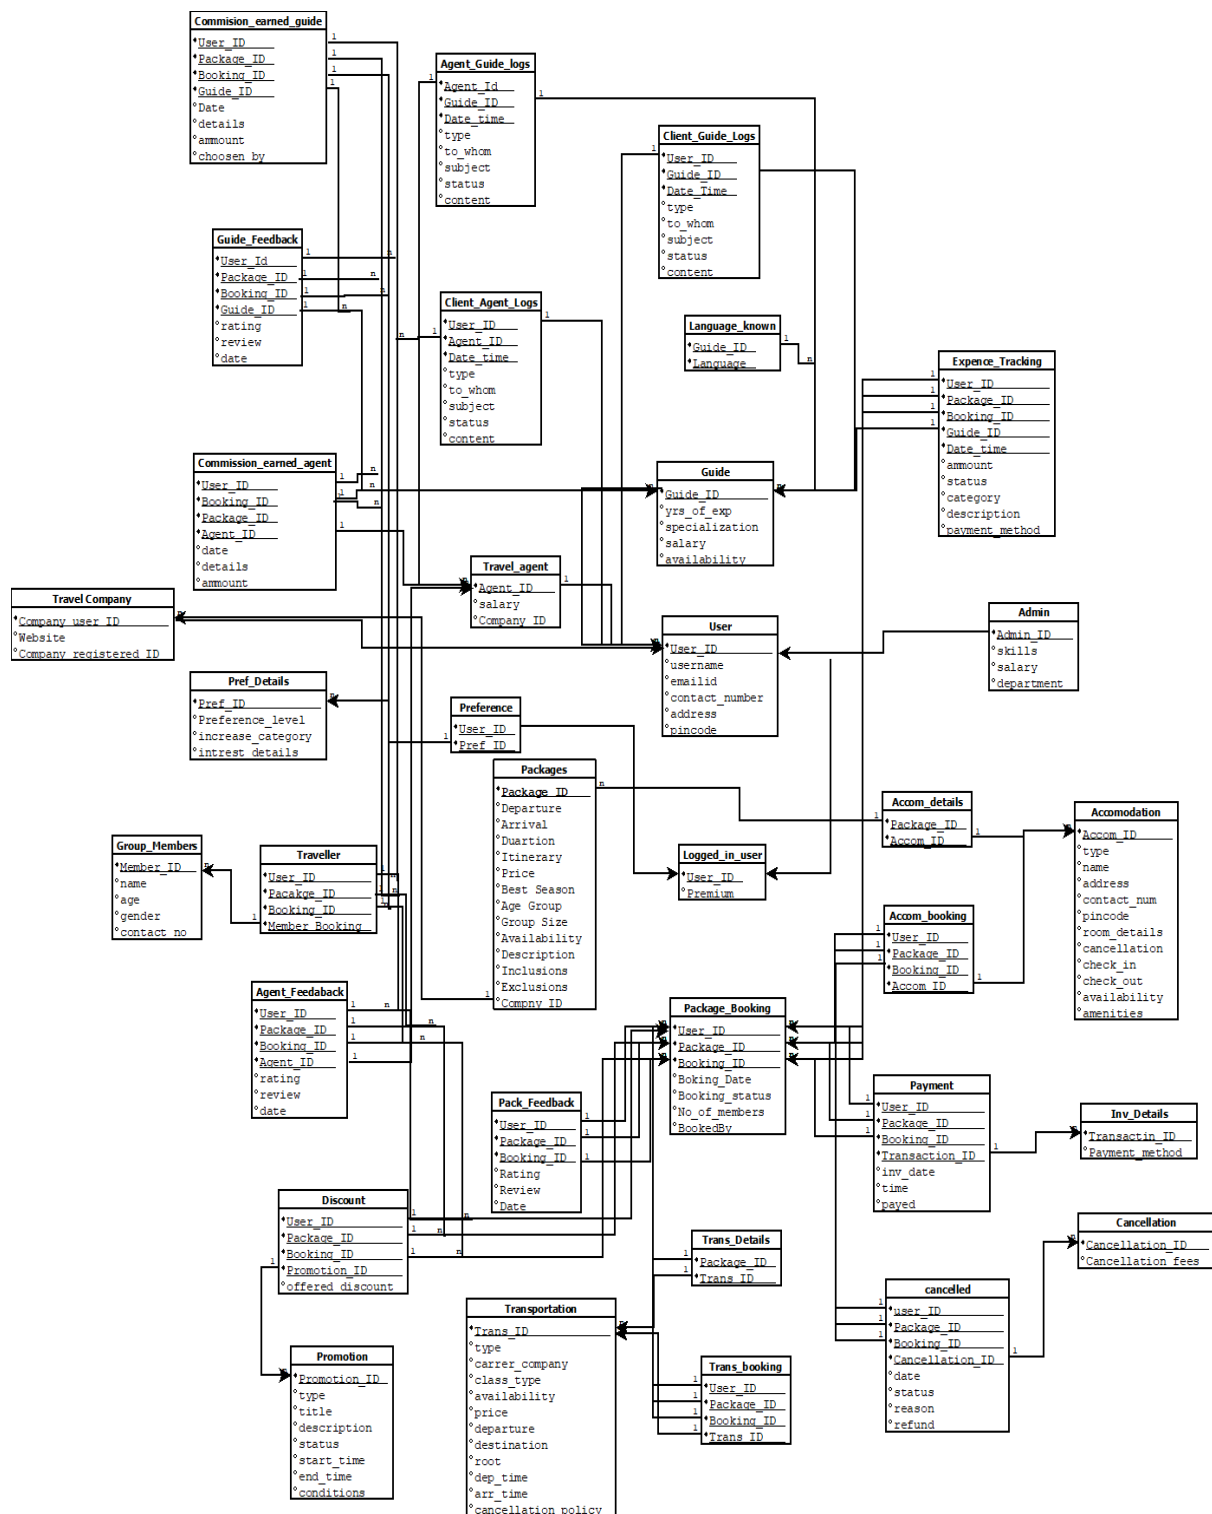 Commision_earned_guide
User_ID
Package_ID
Booking_ID
Guide_ID
Date
details
ammount
choosen_by
Agent_Guide_logs
Agent_Id
Guide_ID
Date_time
type
to_whom
subject
status
content
Client_Guide_Logs
User_ID
Guide_ID
Date_Time
type
to_whom
subject
status
content
Guide_Feedback
User_Id
Package_ID
Booking_ID
Guide_ID
rating
review
date
Client_Agent_Logs
User_ID
Agent_ID
Date_time
type
to_whom
subject
status
content
Language_known
Guide_ID
Language
Expence_Tracking
User_ID
Package_ID
Booking_ID
Guide_ID
Date_time
ammount
status
category
description
payment_method
Commission_earned_agent
User_ID
Booking_ID
Package_ID
Agent_ID
date
details
ammount
Guide
Guide_ID
yrs_of_exp
specialization
salary
availability
Travel_agent
Agent_ID
salary
Company_ID
Travel Company
Company_user_ID
Website
Company_registered_ID
User
User_ID
username
emailid
contact_number
address
pincode
Admin
Admin_ID
skills
salary
department
Pref_Details
Pref_ID
Preference_level
increase_category
intrest_details
Preference
User_ID
Pref_ID
Packages
Package_ID
Departure
Arrival
Duartion
Itinerary
Price
Best Season
Age Group
Group Size
Availability
Description
Inclusions
Exclusions
Compny_ID
Accom_details
Package_ID
Accom_ID
Accomodation
Accom_ID
type
name
address
contact_num
pincode
room_details
cancellation
check_in
check_out
availability
amenities
Group_Members
Member_ID
name
age
gender
contact_no
Traveller
User_ID
Pacakge_ID
Booking_ID
Member_Booking
Logged_in_user
User_ID
Premium
Accom_booking
User_ID
Package_ID
Booking_ID
Accom_ID
Agent_Feedaback
User_ID
Package_ID
Booking_ID
Agent_ID
rating
review
date
Package_Booking
User_ID
Package_ID
Booking_ID
Boking_Date
Booking_status
No_of_members
BookedBy
Pack_Feedback
User_ID
Package_ID
Booking_ID
Rating
Review
Date
Payment
User_ID
Package_ID
Booking_ID
Transaction_ID
inv_date
time
payed
Inv_Details
Transactin_ID
Payment_method
Discount
User_ID
Package_ID
Booking_ID
Promotion_ID
offered_discount
Trans_Details
Package_ID
Trans_ID
Cancellation
Cancellation_ID
Cancellation_fees
cancelled
user_ID
Package_ID
Booking_ID
Cancellation_ID
date
status
reason
refund
Transportation
Trans_ID
type
carrer_company
class_type
availability
price
departure
destination
root
dep_time
arr_time
cancellation_policy
Promotion
Promotion_ID
type
title
description
status
start_time
end_time
conditions
Trans_booking
User_ID
Package_ID
Booking_ID
Trans_ID